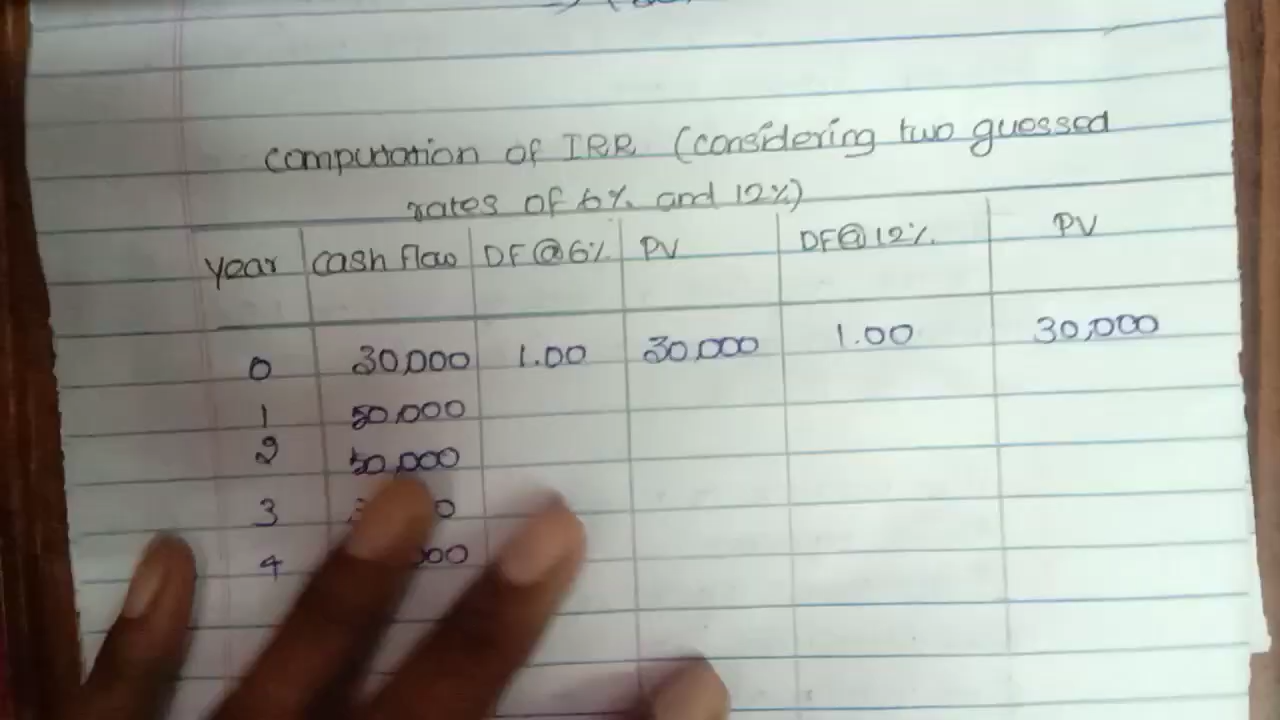 computation of IRR (considering two guessed
rates of 6% and 12%)
Year cash flow DF@6% PV DF@12% PV
0 30,000 1.00 30,000 1.00 30,000
1 50,000
2 50,000
3
4